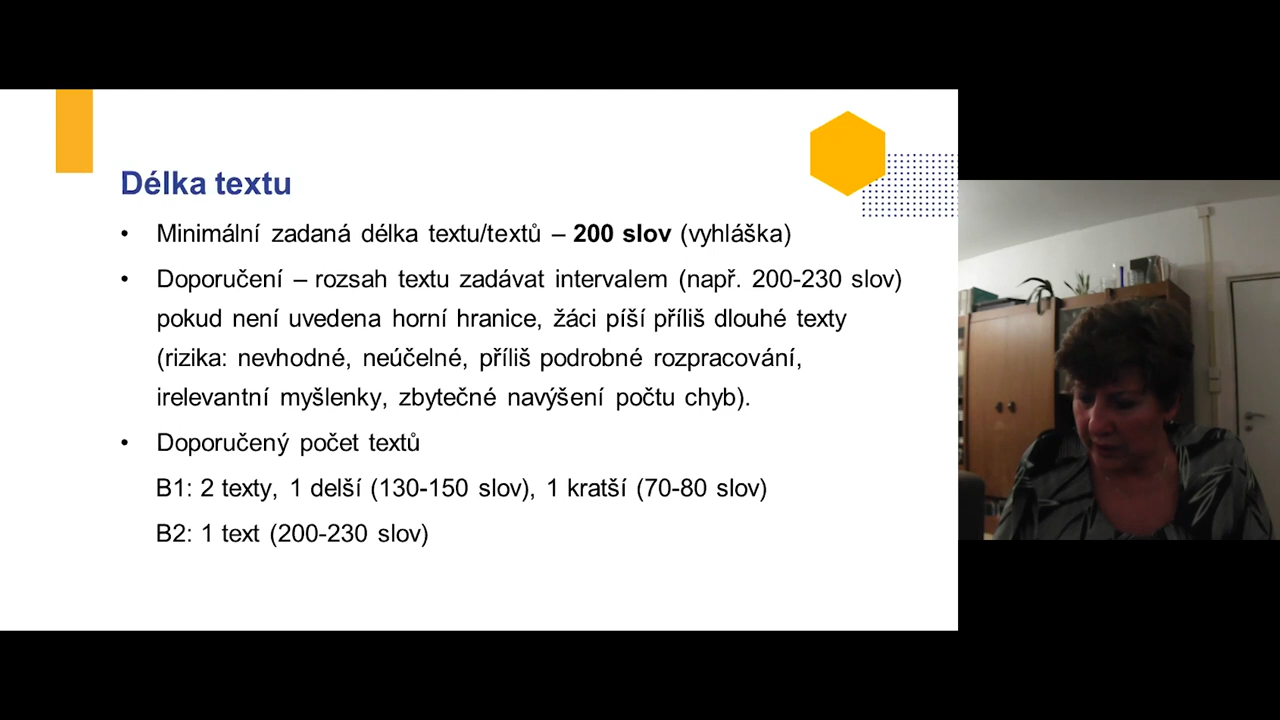 Délka textu
• Minimální zadaná délka textu/textů – 200 slov (vyhláška)
• Doporučení – rozsah textu zadávat intervalem (např. 200-230 slov)
pokud není uvedena horní hranice, žáci píší příliš dlouhé texty
(rizika: nevhodné, neúčelné, příliš podrobné rozpracování,
irelevantní myšlenky, zbytečné navýšení počtu chyb).
• Doporučený počet textů
B1: 2 texty, 1 delší (130-150 slov), 1 kratší (70-80 slov)
B2: 1 text (200-230 slov)